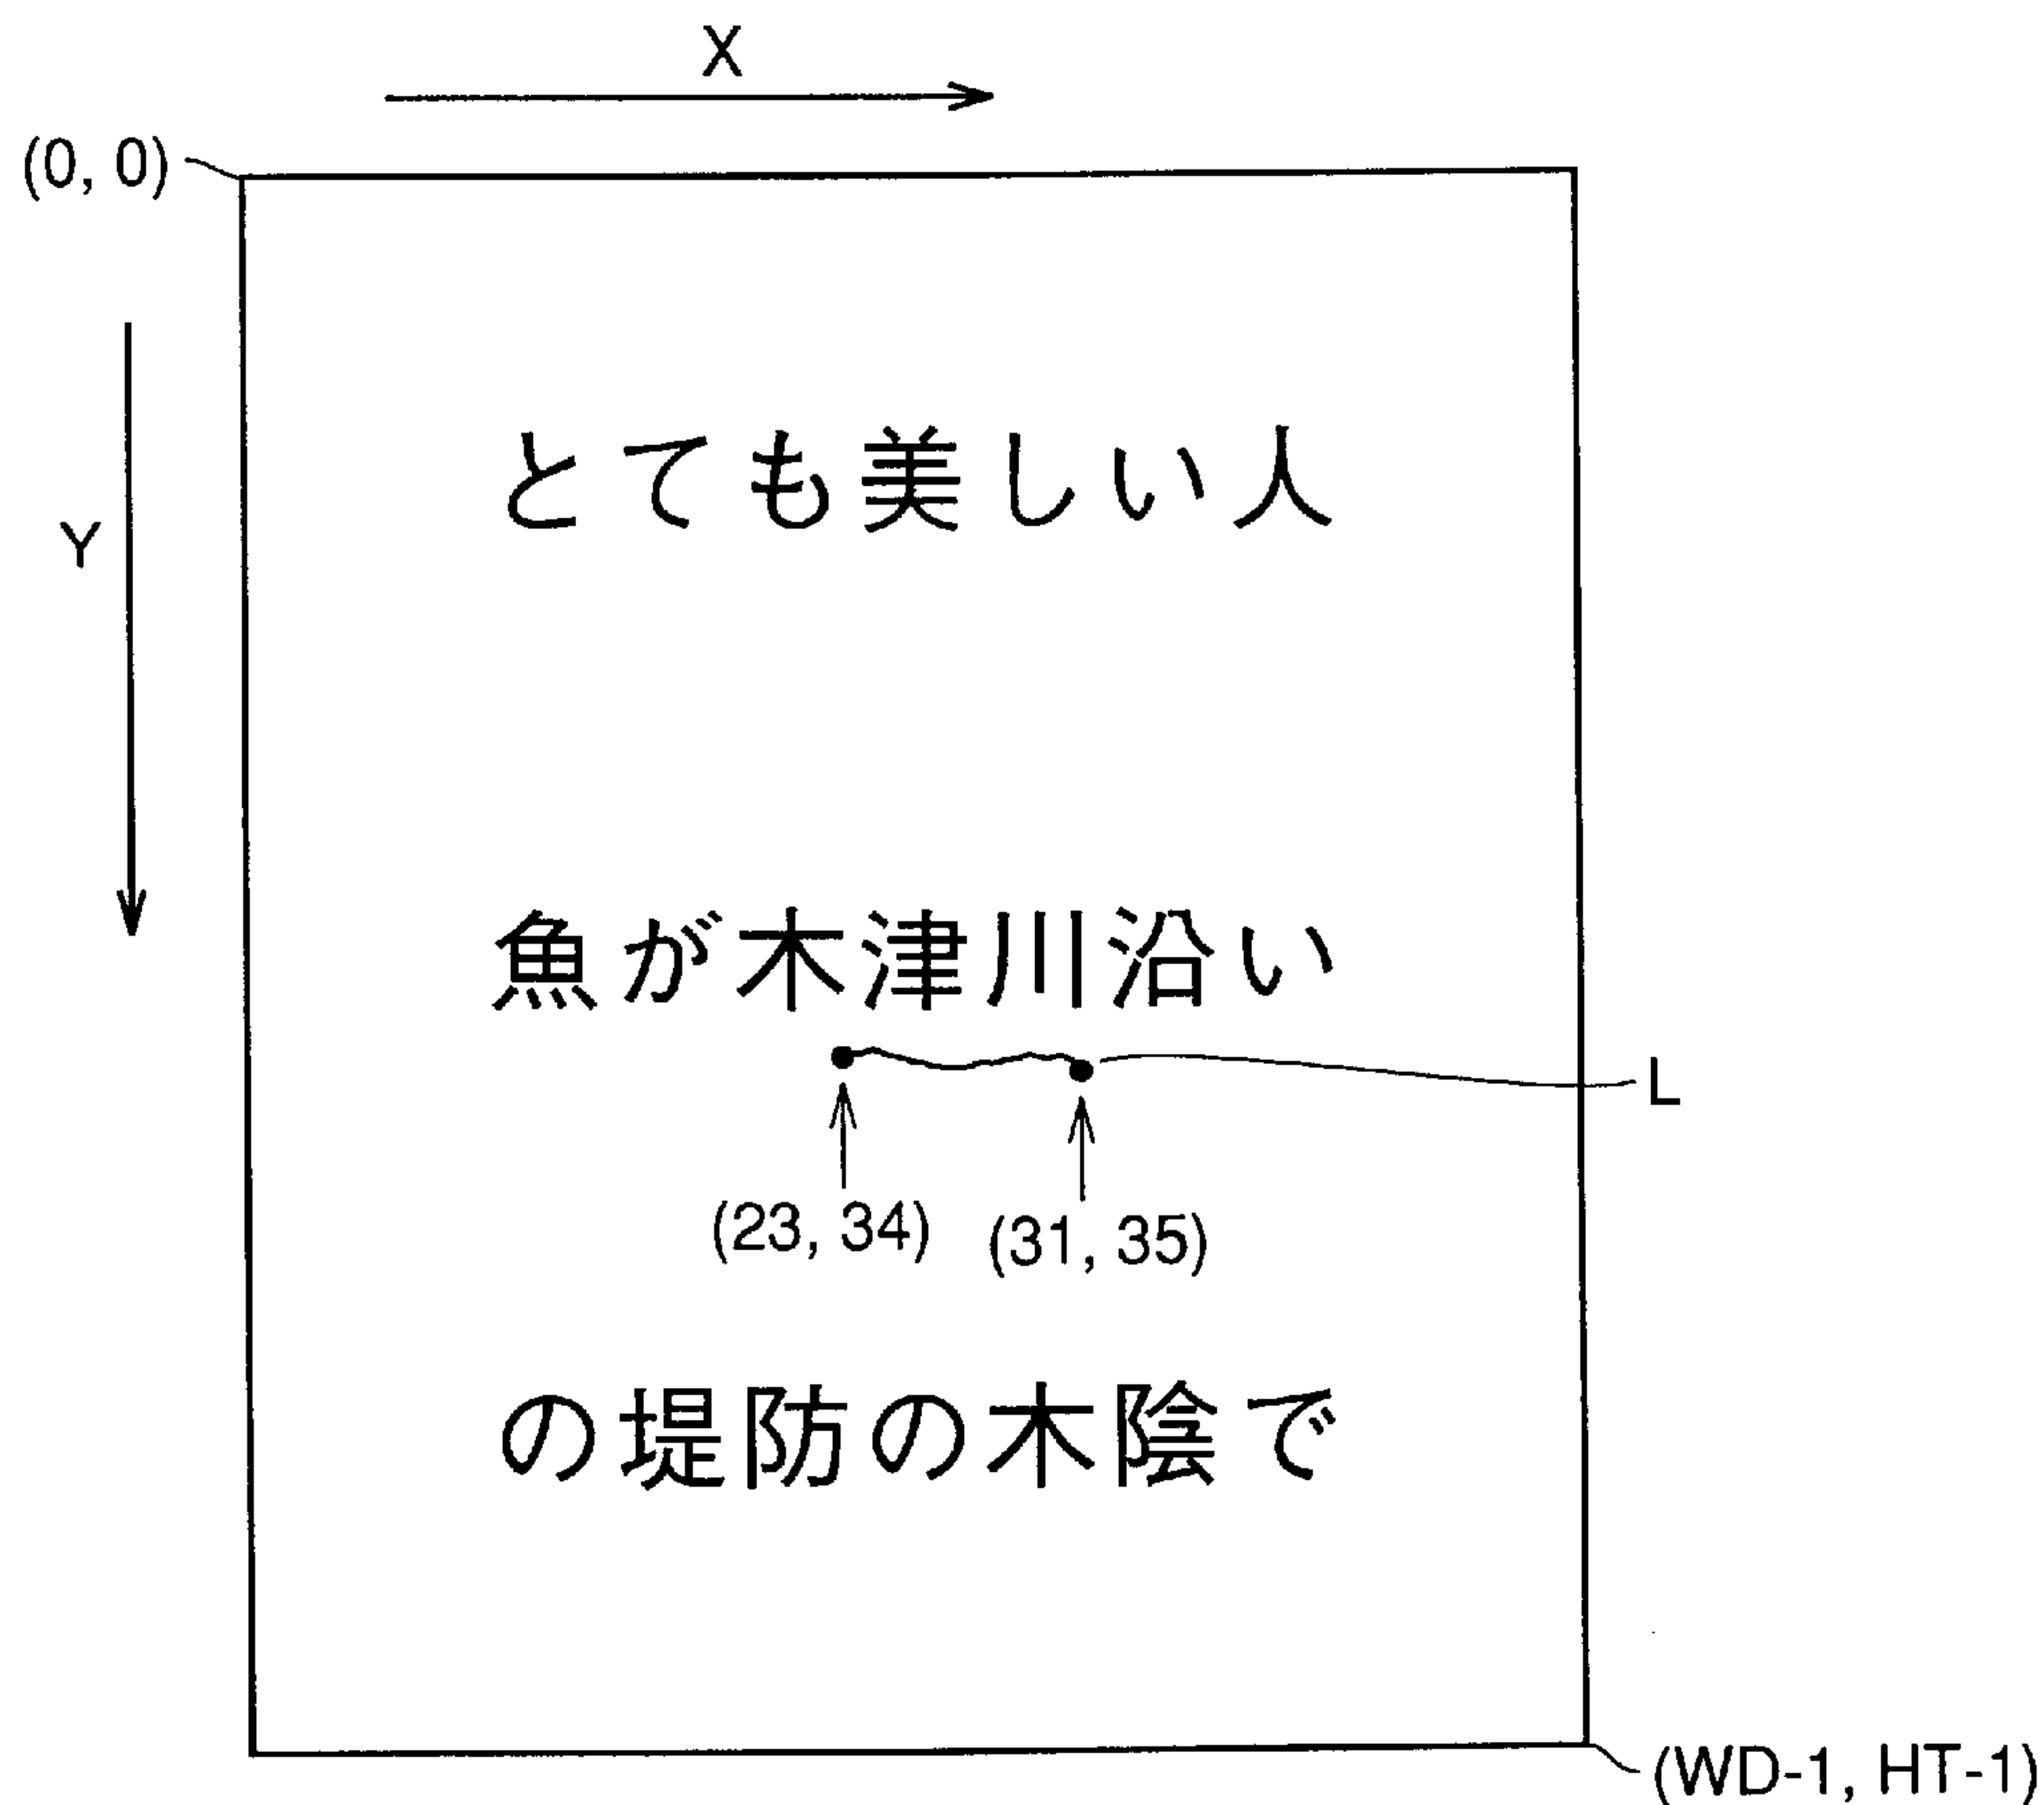 X
(0, 0)
Y
とても美しい人
魚が木津川沿い
L
(23, 34) (31, 35)
の堤防の木陰で
(WD-1, HT-1)